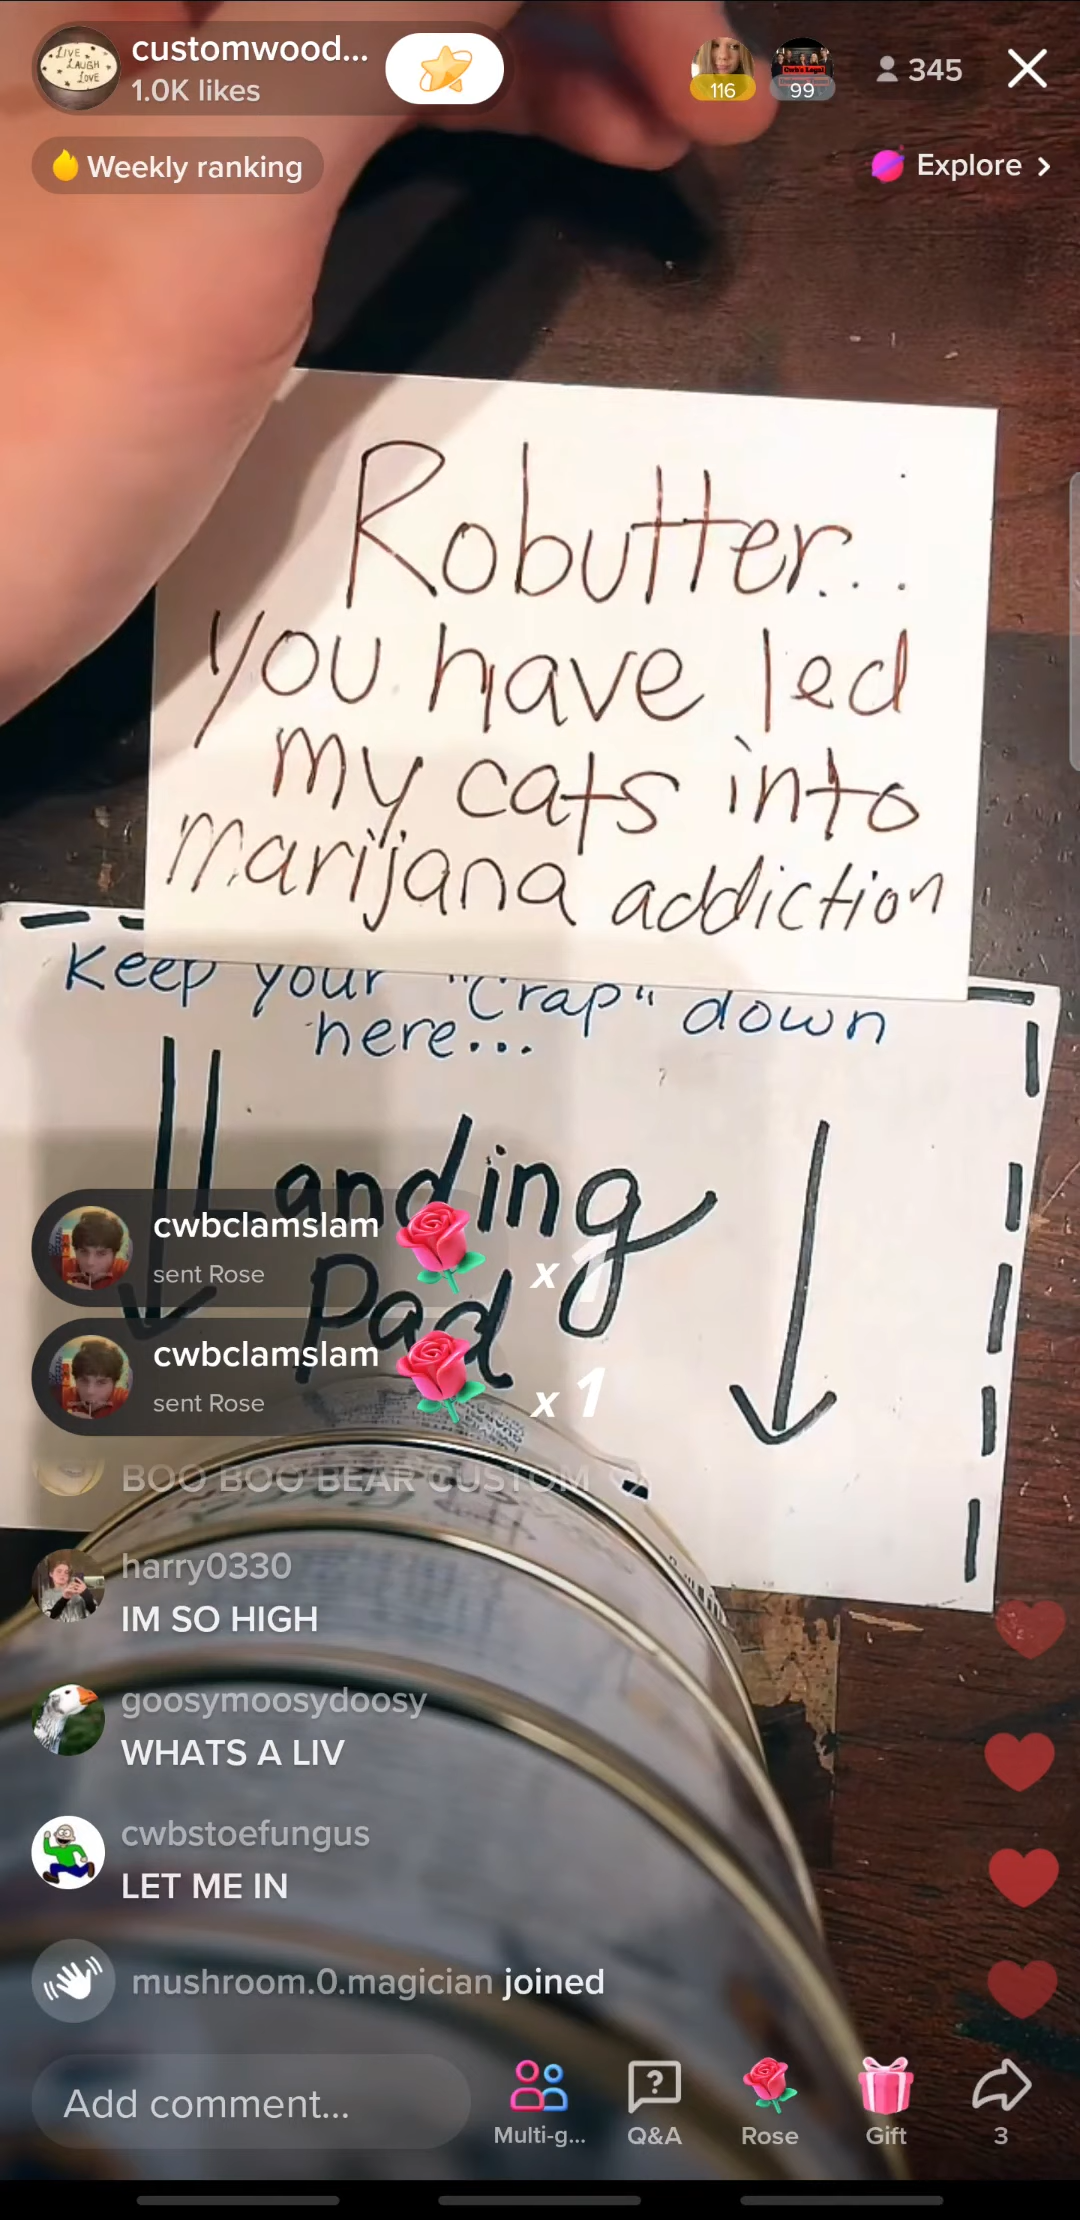 LIVE
LAUGH
LOVE
customwood...
1.0K likes
116
99
345
Weekly ranking
Explore
Robutter...
you have led
my cats into
marijana addiction
Keep your "Crap" down
here...
Landing
Pad
cwbclamslam
sent Rose
x 1
cwbclamslam
sent Rose
x 1
BOO BOO BEAR CUSTOM
harry0330
IM SO HIGH
goosymoosydoosy
WHATS A LIV
cwbstoefungus
LET ME IN
mushroom.0.magician joined
Add comment...
Multi-g...
Q&A
Rose
Gift
3